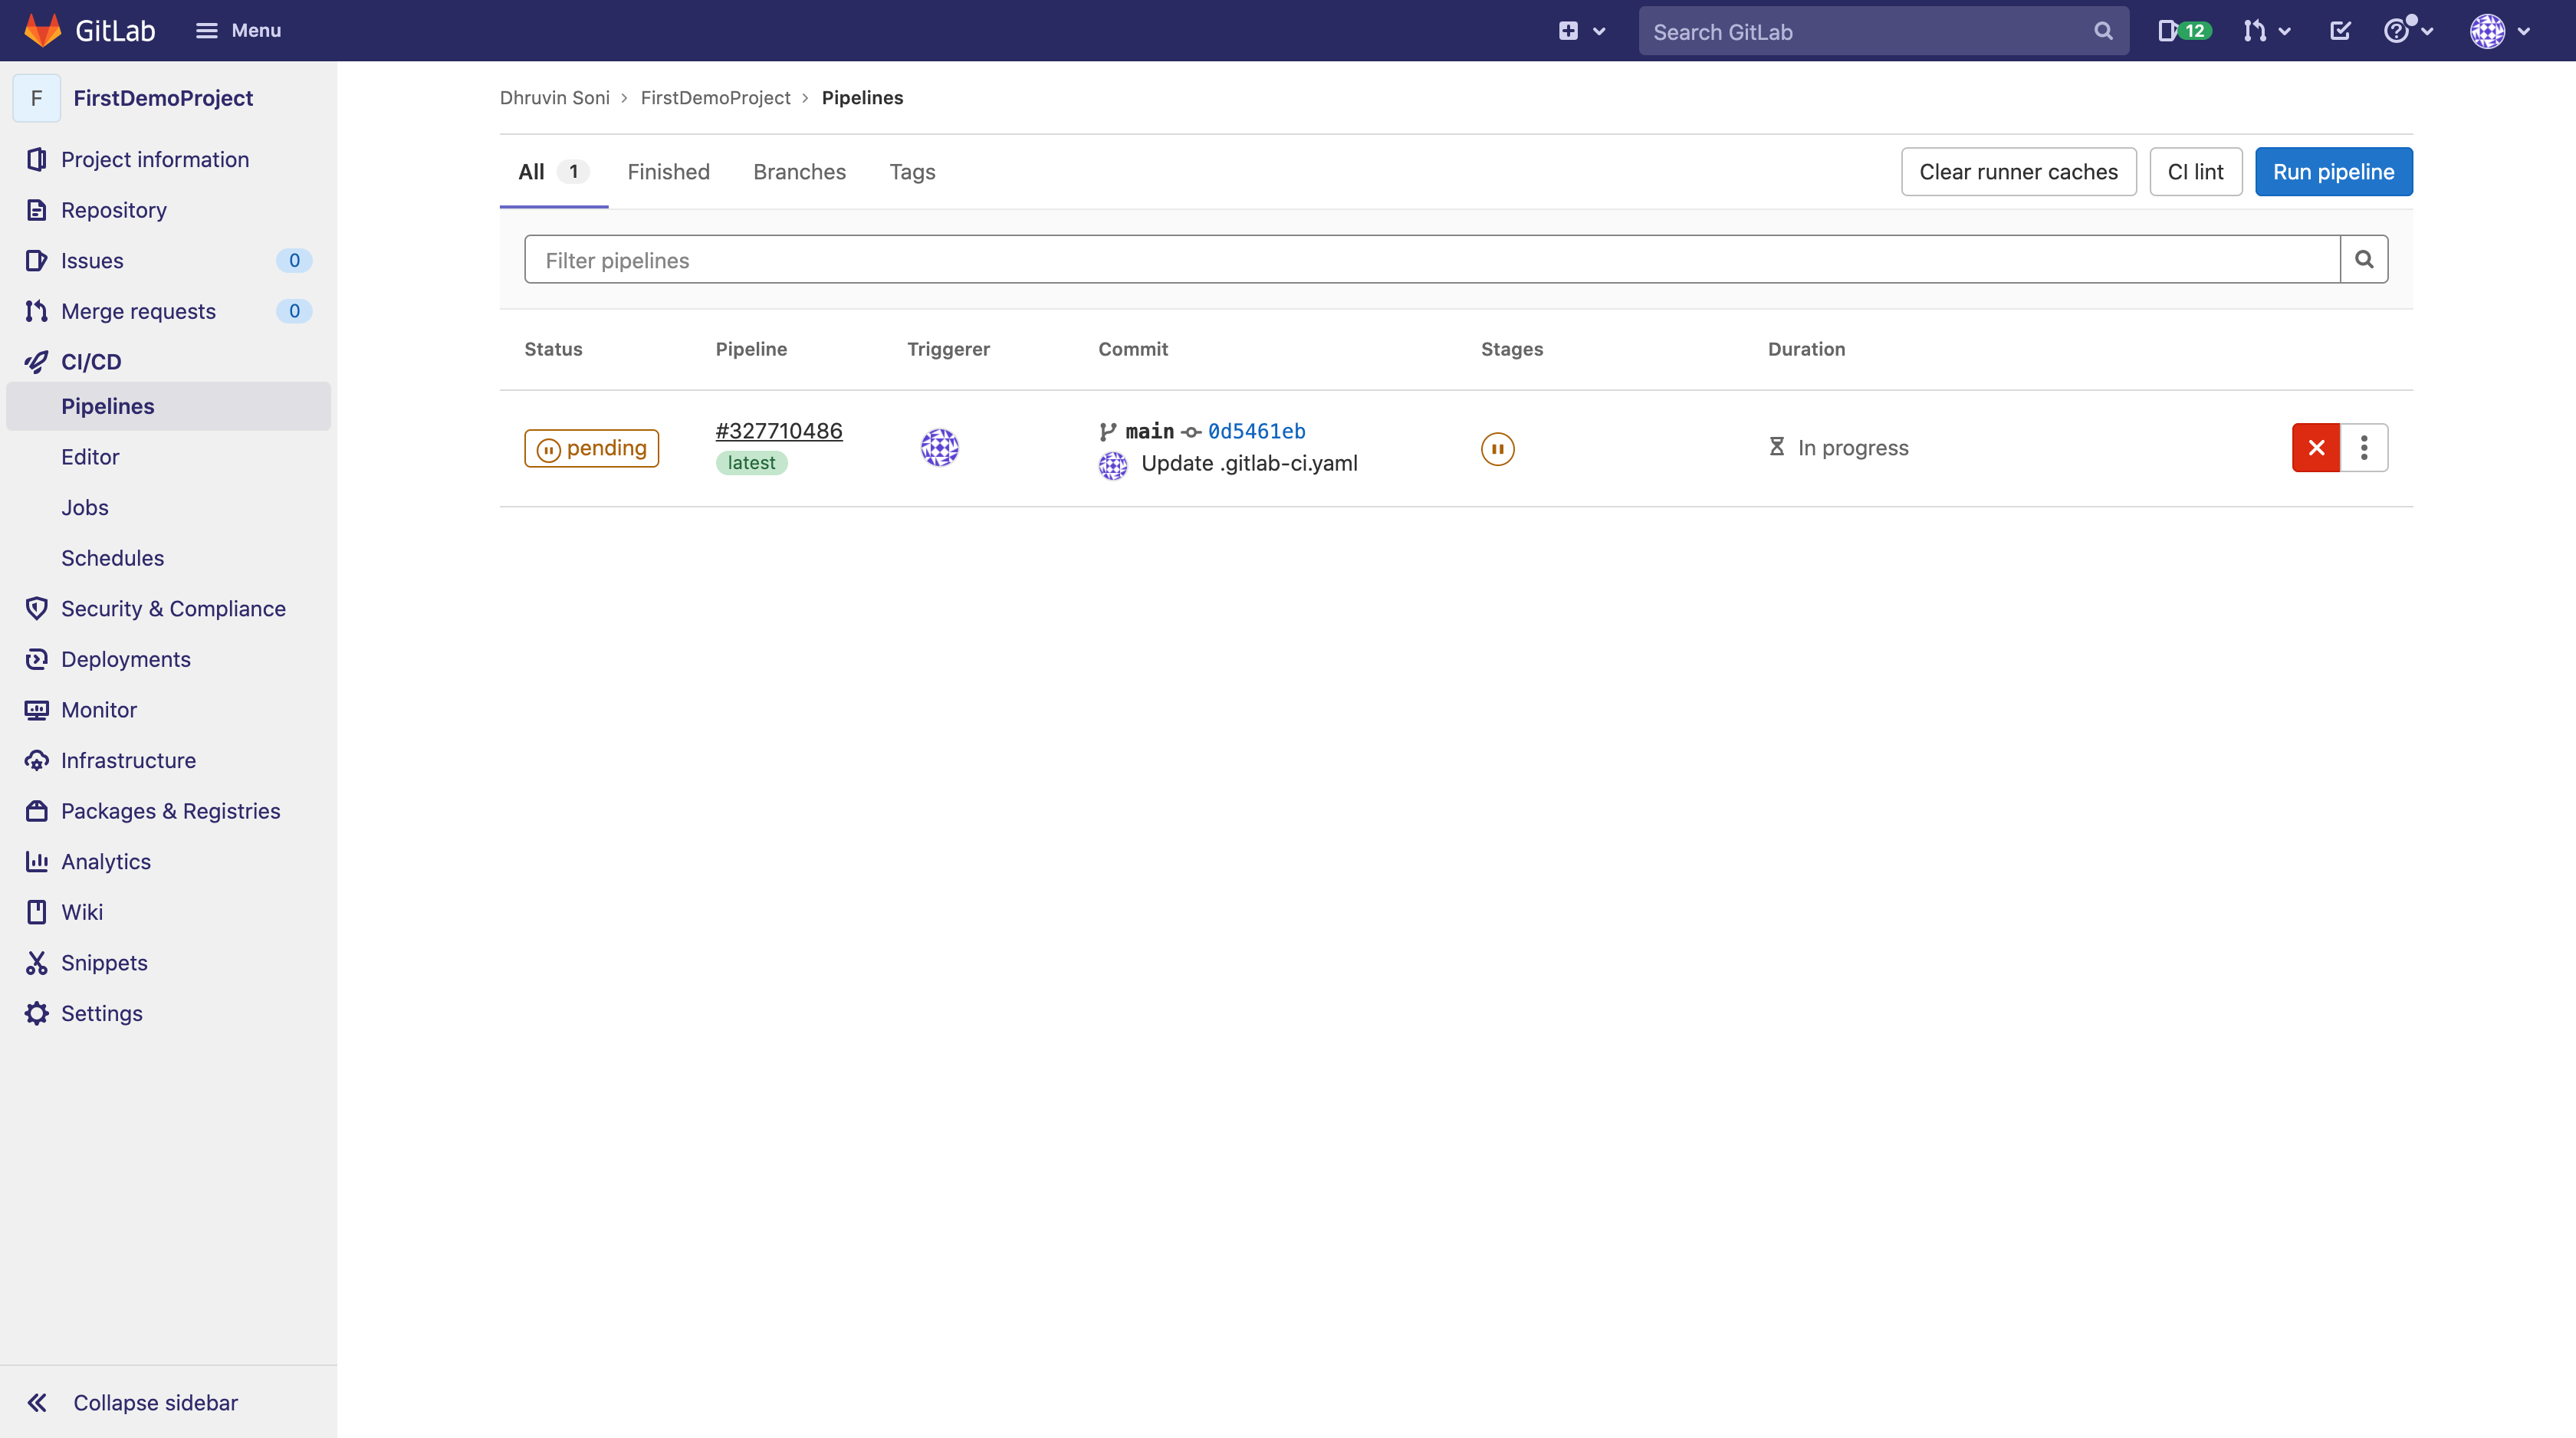 GitLab Menu Search GitLab 12
F FirstDemoProject
Project information
Repository
Issues 0
Merge requests 0
CI/CD
Pipelines
Editor
Jobs
Schedules
Security & Compliance
Deployments
Monitor
Infrastructure
Packages & Registries
Analytics
Wiki
Snippets
Settings
Collapse sidebar
Dhruvin Soni › FirstDemoProject › Pipelines
All 1 Finished Branches Tags Clear runner caches CI lint Run pipeline
Filter pipelines
Status Pipeline Triggerer Commit Stages Duration
pending #327710486 main 0d5461eb In progress
latest Update .gitlab-ci.yaml